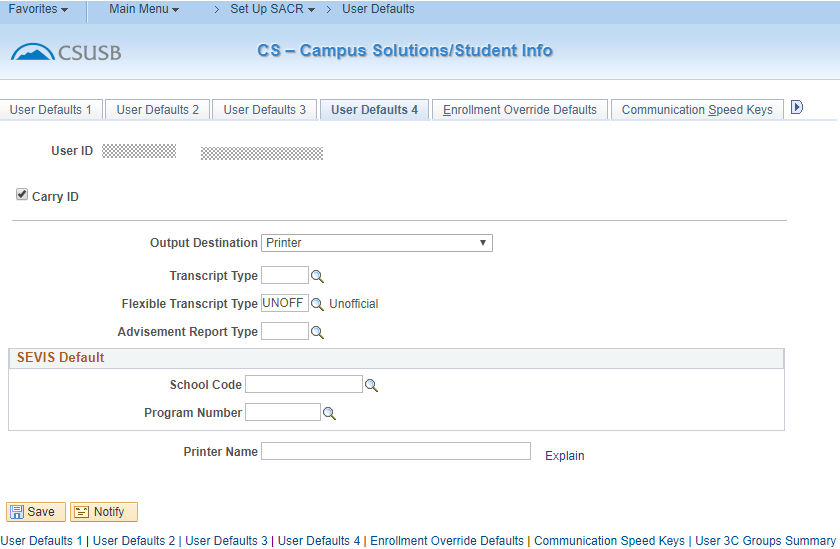 Favorites Main Menu > Set Up SACR > User Defaults
CSUSB CS – Campus Solutions/Student Info
User Defaults 1 User Defaults 2 User Defaults 3 User Defaults 4 Enrollment Override Defaults Communication Speed Keys
User ID
Carry ID
Output Destination Printer
Transcript Type
Flexible Transcript Type UNOFF Unofficial
Advisement Report Type
SEVIS Default
School Code
Program Number
Printer Name Explain
Save Notify
User Defaults 1 | User Defaults 2 | User Defaults 3 | User Defaults 4 | Enrollment Override Defaults | Communication Speed Keys | User 3C Groups Summary